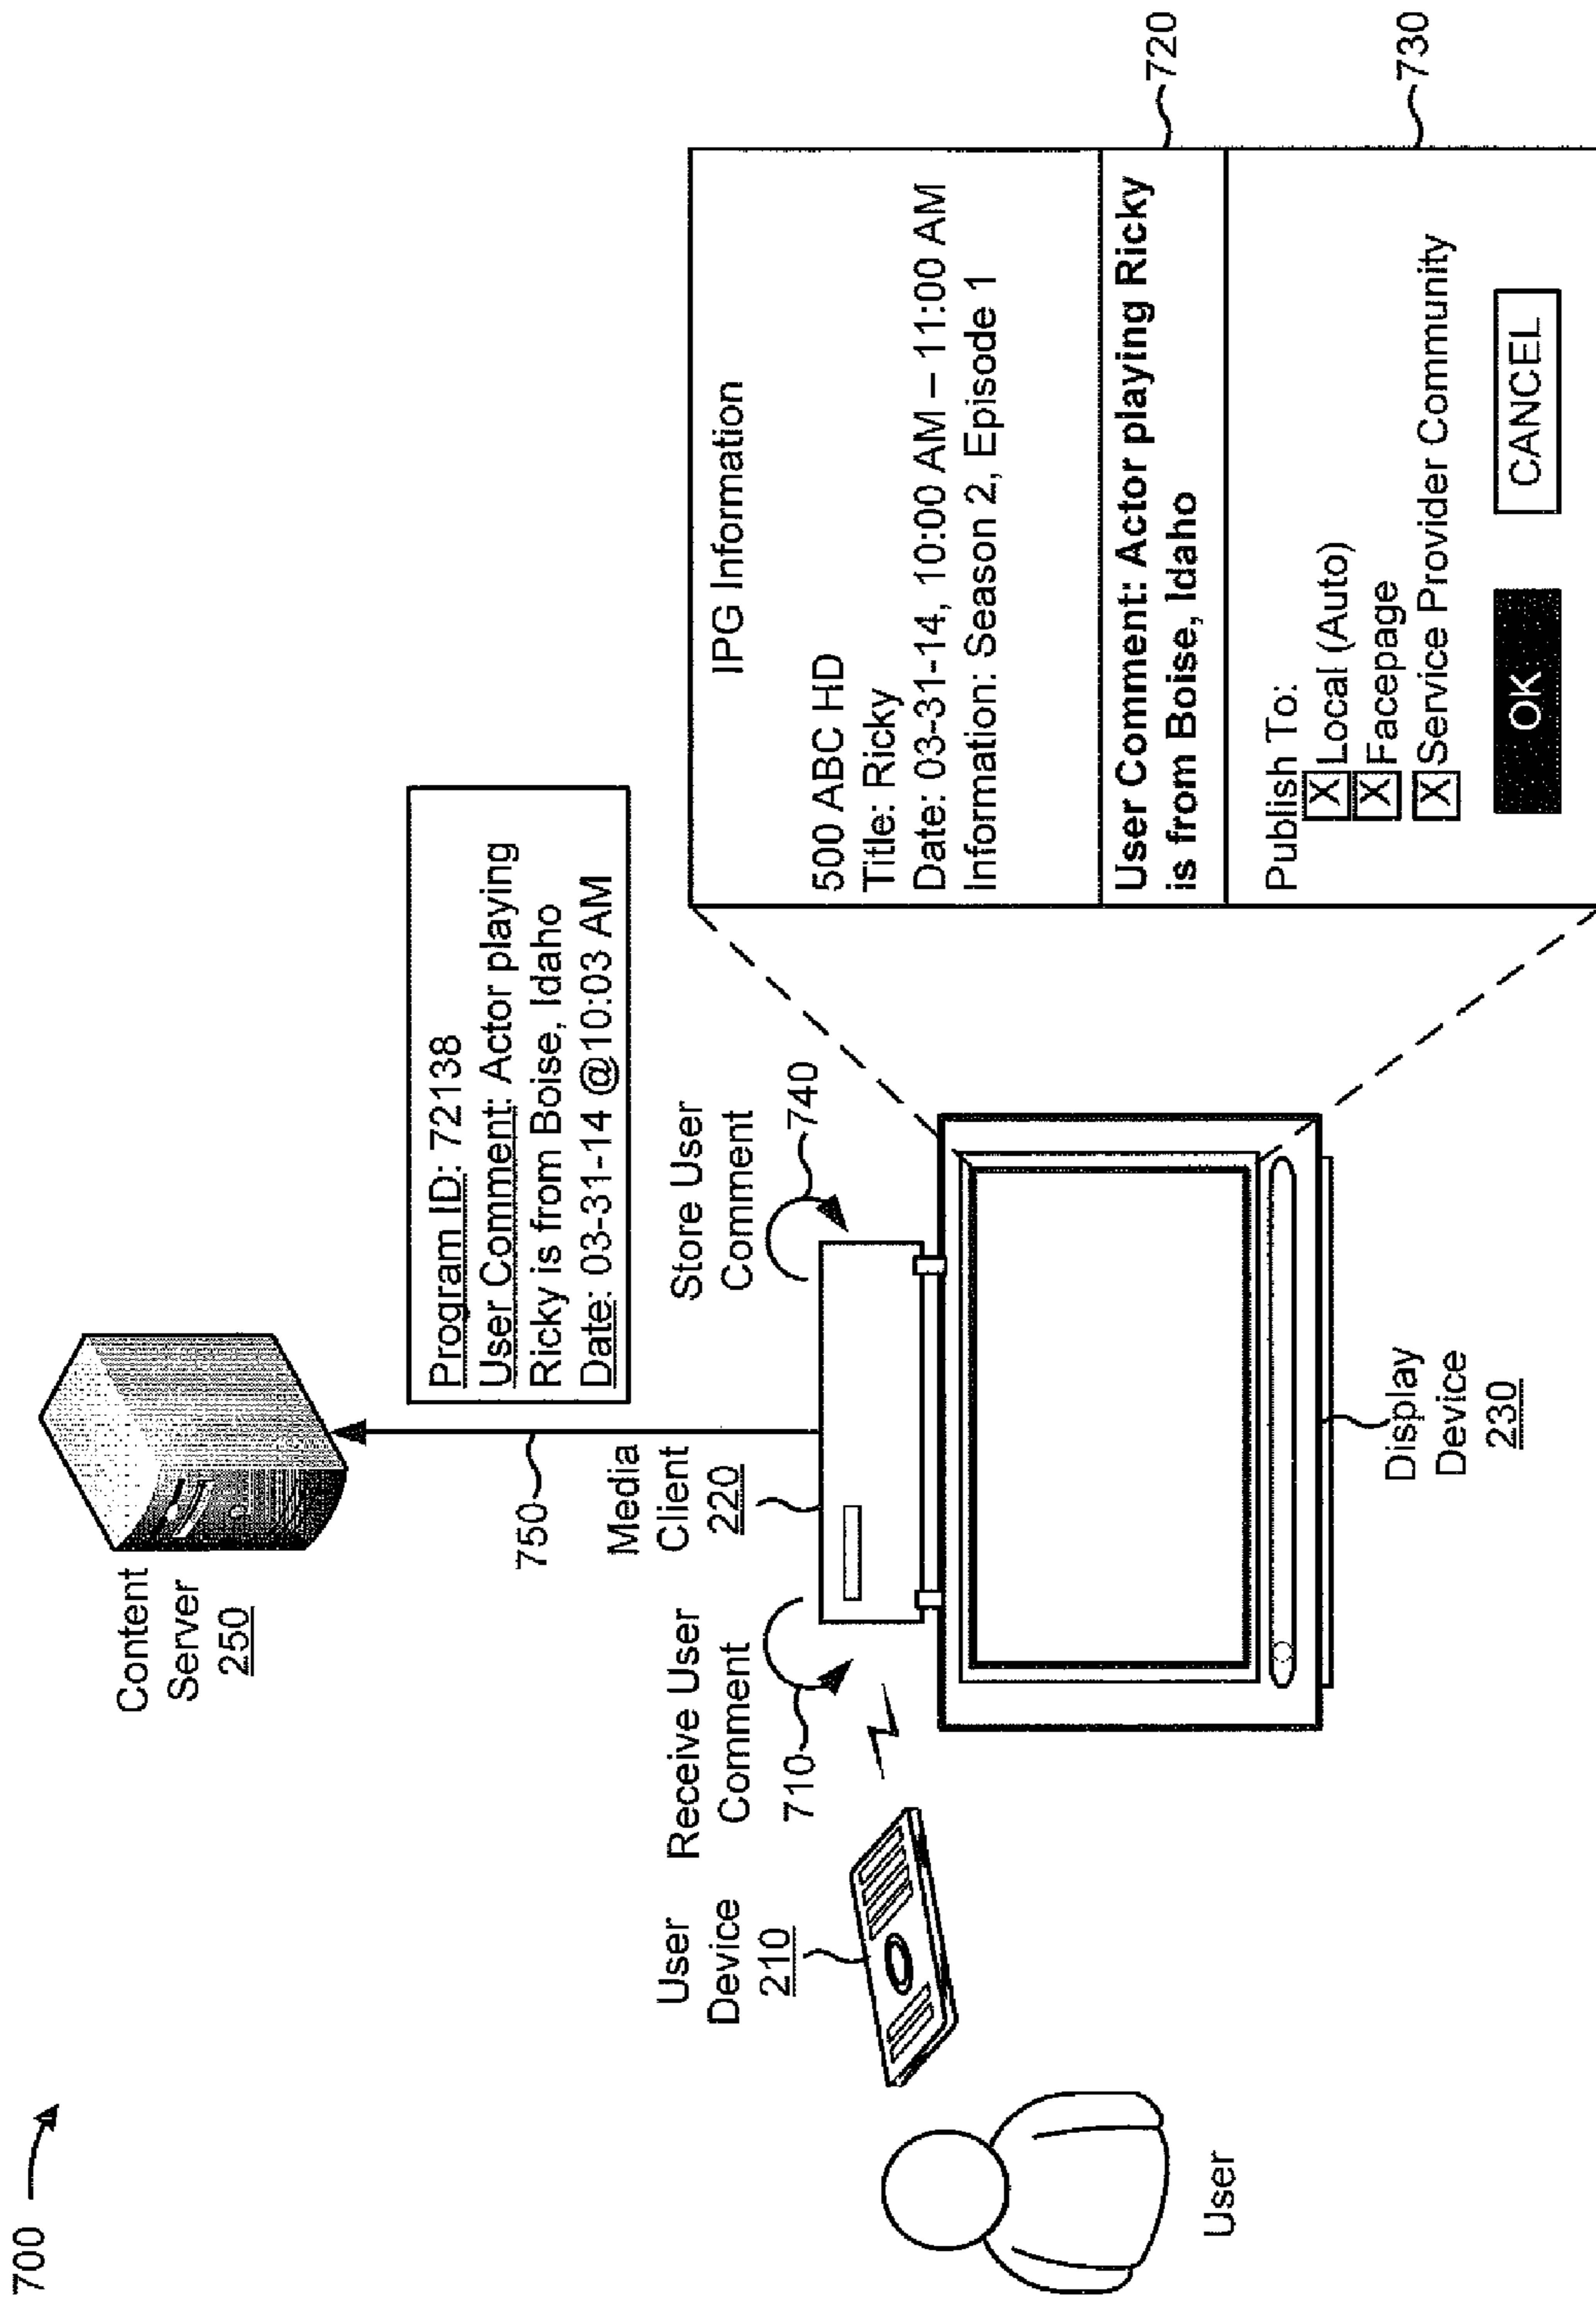 700
Content
Server
250
750
Program ID: 72138
User Comment: Actor playing
Ricky is from Boise, Idaho
Date: 03-31-14 @10:03 AM
User
Device
210
Receive User
Comment
710
Media
Client
220
Store User
Comment
740
User
Display
Device
230
IPG Information
500 ABC HD
Title: Ricky
Date: 03-31-14, 10:00 AM – 11:00 AM
Information: Season 2, Episode 1
User Comment: Actor playing Ricky
is from Boise, Idaho
720
Publish To:
X Local (Auto)
X Facepage
X Service Provider Community
OK CANCEL
730